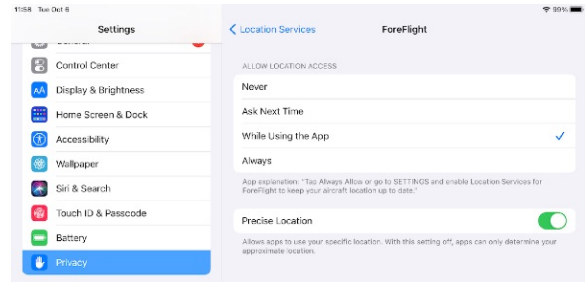 11:58 Tue Oct 6
99%
Settings
Location Services
ForeFlight
General
Control Center
Display & Brightness
Home Screen & Dock
Accessibility
Wallpaper
Siri & Search
Touch ID & Passcode
Battery
Privacy
ALLOW LOCATION ACCESS
Never
Ask Next Time
While Using the App
Always
App explanation: "Tap Always Allow or go to SETTINGS and enable Location Services for
ForeFlight to keep your aircraft location up to date."
Precise Location
Allows apps to use your specific location. With this setting off, apps can only determine your
approximate location.